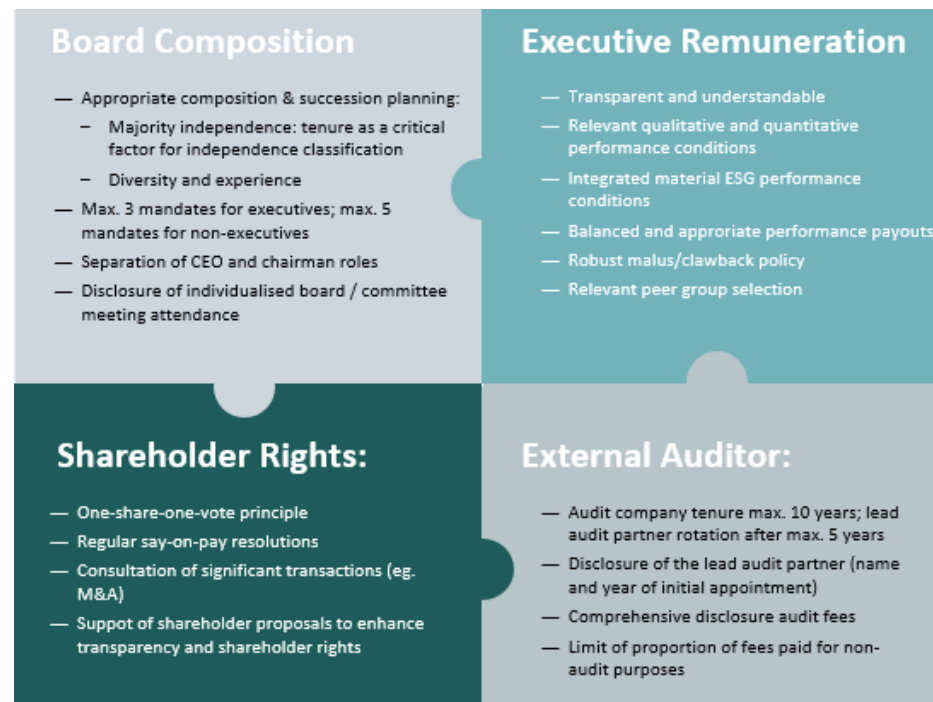 Board Composition
— Appropriate composition & succession planning:
– Majority independence: tenure as a critical
factor for independence classification
– Diversity and experience
— Max. 3 mandates for executives; max. 5
mandates for non-executives
— Separation of CEO and chairman roles
— Disclosure of individualised board / committee
meeting attendance
Executive Remuneration
— Transparent and understandable
— Relevant qualitative and quantitative
performance conditions
— Integrated material ESG performance
conditions
— Balanced and approriate performance payouts
— Robust malus/clawback policy
— Relevant peer group selection
Shareholder Rights:
— One-share-one-vote principle
— Regular say-on-pay resolutions
— Consultation of significant transactions (eg.
M&A)
— Suppot of shareholder proposals to enhance
transparency and shareholder rights
External Auditor:
— Audit company tenure max. 10 years; lead
audit partner rotation after max. 5 years
— Disclosure of the lead audit partner (name
and year of initial appointment)
— Comprehensive disclosure audit fees
— Limit of proportion of fees paid for non-
audit purposes